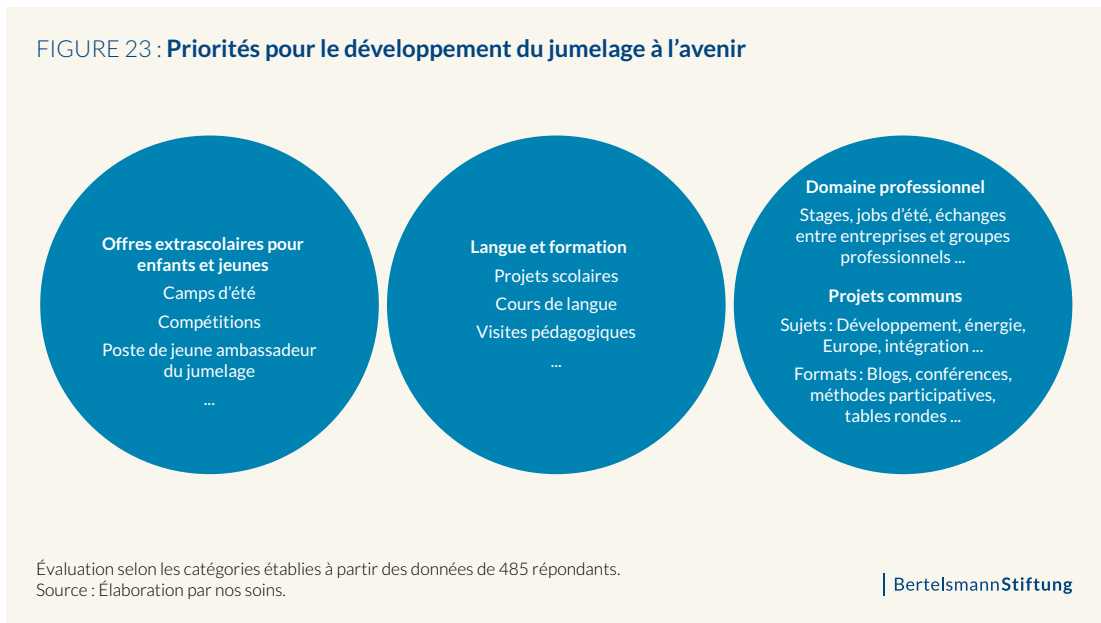 FIGURE 23 : Priorités pour le développement du jumelage à l'avenir
Offres extrascolaires pour
enfants et jeunes
Camps d'été
Compétitions
Poste de jeune ambassadeur
du jumelage
...
Langue et formation
Projets scolaires
Cours de langue
Visites pédagogiques
...
Domaine professionnel
Stages, jobs d'été, échanges
entre entreprises et groupes
professionnels ...
Projets communs
Sujets : Développement, énergie,
Europe, intégration ...
Formats : Blogs, conférences,
méthodes participatives,
tables rondes ...
Évaluation selon les catégories établies à partir des données de 485 répondants.
Source : Élaboration par nos soins.
BertelsmannStiftung